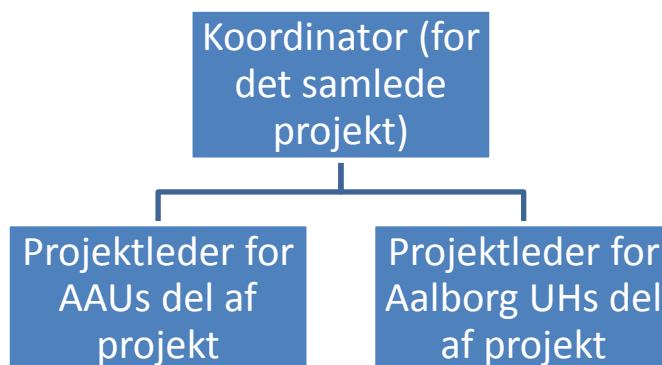 Koordinator (for
det samlede
projekt)
Projektleder for
AAUs del af
projekt
Projektleder for
Aalborg UHs del
af projekt